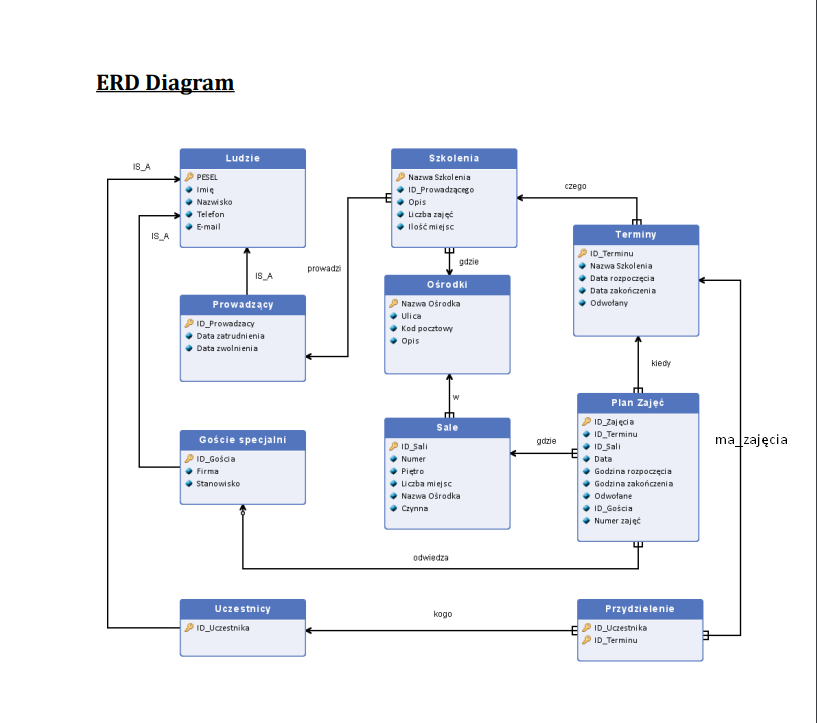 ERD Diagram
IS_A
Ludzie
PESEL
Imię
Nazwisko
Telefon
E-mail
IS_A
IS_A
prowadzi
Prowadzący
ID_Prowadzacy
Data zatrudnienia
Data zwolnienia
Szkolenia
Nazwa Szkolenia
ID_Prowadzącego
Opis
Liczba zajęć
Ilość miejsc
czego
gdzie
Ośrodki
Nazwa Ośrodka
Ulica
Kod pocztowy
Opis
Terminy
ID_Terminu
Nazwa Szkolenia
Data rozpoczęcia
Data zakończenia
Odwołany
kiedy
w
Goście specjalni
ID_Gościa
Firma
Stanowisko
Sale
ID_Sali
Numer
Piętro
Liczba miejsc
Nazwa Ośrodka
Czynna
gdzie
Plan Zajęć
ID_Zajęcia
ID_Terminu
ID_Sali
Data
Godzina rozpoczęcia
Godzina zakończenia
Odwołane
ID_Gościa
Numer zajęć
ma_zajęcia
odwiedza
Uczestnicy
ID_Uczestnika
kogo
Przydzielenie
ID_Uczestnika
ID_Terminu